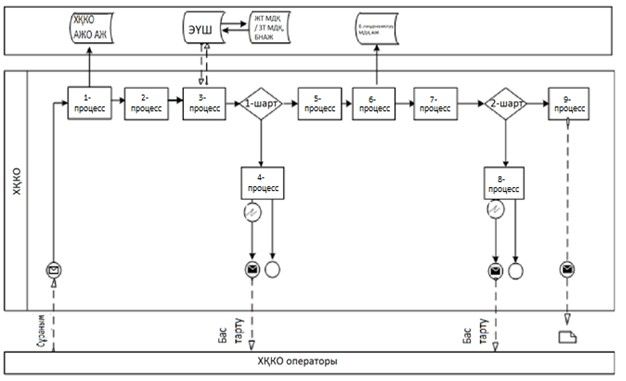 ХҚКО
АЖО АЖ
ЭҮШ
ЖТ МДҚ
/ ЗТ МДҚ,
БНАЖ
МДҚ АЖ
ХҚКО
1-
процесс
2-
процесс
3-
процесс
1-шарт
5-
процесс
6-
процесс
7-
процесс
2-шарт
9-
процесс
4-
процесс
8-
процесс
Сұраным
Бас
тарту
Бас
тарту
ХҚКО операторы